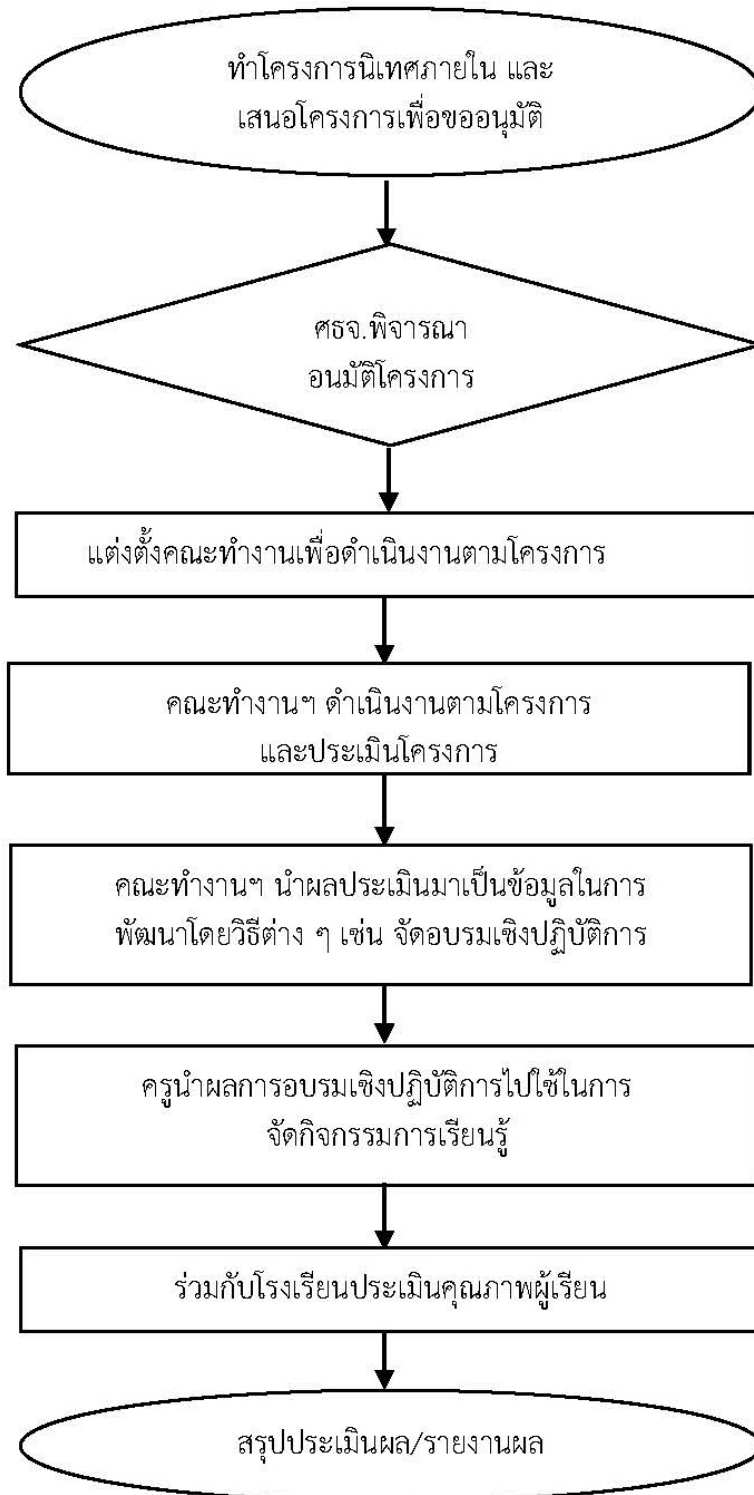 ทำโครงการนิเทศภายใน และ
เสนอโครงการเพื่อขออนุมัติ
ศธจ.พิจารณา
อนมัติโครงการ
แต่งตั้งคณะทำงานเพื่อดำเนินงานตามโครงการ
คณะทำงานฯ ดำเนินงานตามโครงการ
และประเมินโครงการ
คณะทำงานฯ นำผลประเมินมาเป็นข้อมูลในการ
พัฒนาโดยวิธีต่าง ๆ เช่น จัดอบรมเชิงปฏิบัติการ
ครูนำผลการอบรมเชิงปฏิบัติการไปใช้ในการ
จัดกิจกรรมการเรียนรู้
ร่วมกับโรงเรียนประเมินคุณภาพผู้เรียน
สรุปประเมินผล/รายงานผล